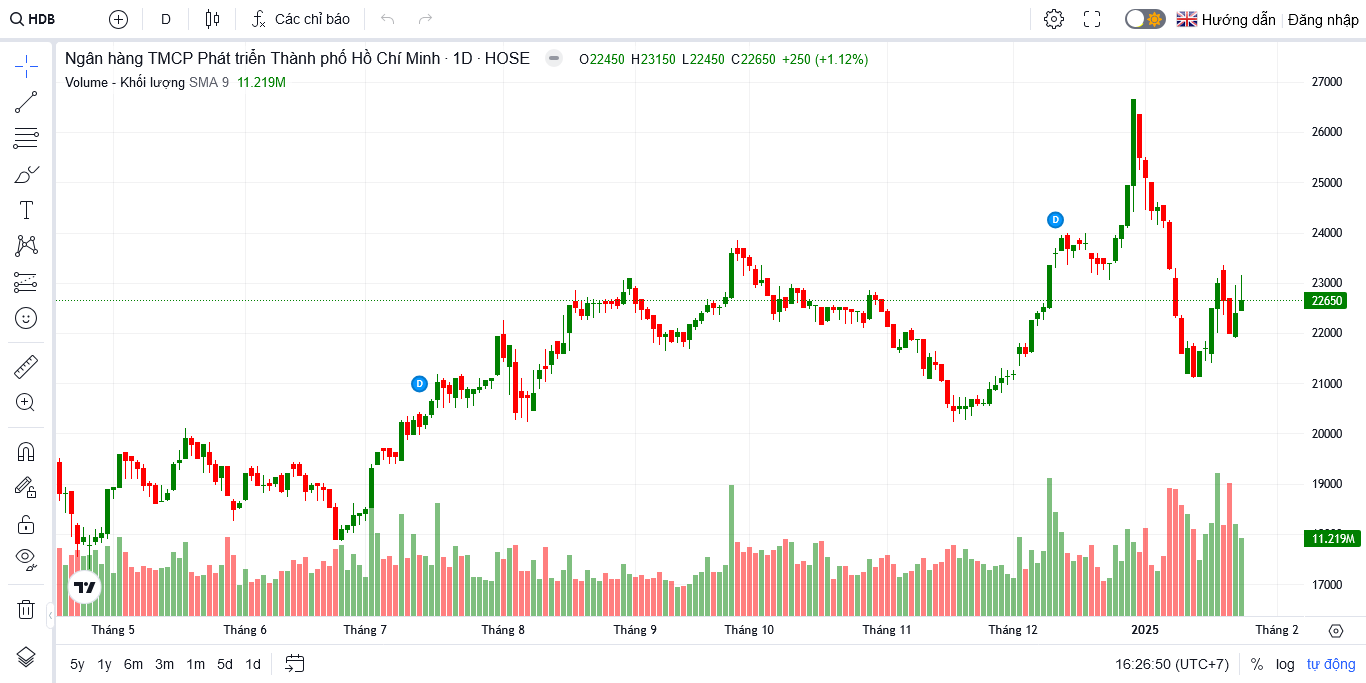 HDB D Các chỉ báo Hướng dẫn Đăng nhập
Ngân hàng TMCP Phát triển Thành phố Hồ Chí Minh · 1D · HOSE O22450 H23150 L22450 C22650 +250 (+1.12%)
Volume - Khối lượng SMA 9 11.219M
27000
26000
25000
D
24000
23000
22650
22000
D
21000
20000
19000
11.219M
17000
Tháng 5 Tháng 6 Tháng 7 Tháng 8 Tháng 9 Tháng 10 Tháng 11 Tháng 12 2025 Tháng 2
5y 1y 6m 3m 1m 5d 1d 16:26:50 (UTC+7) % log tự động